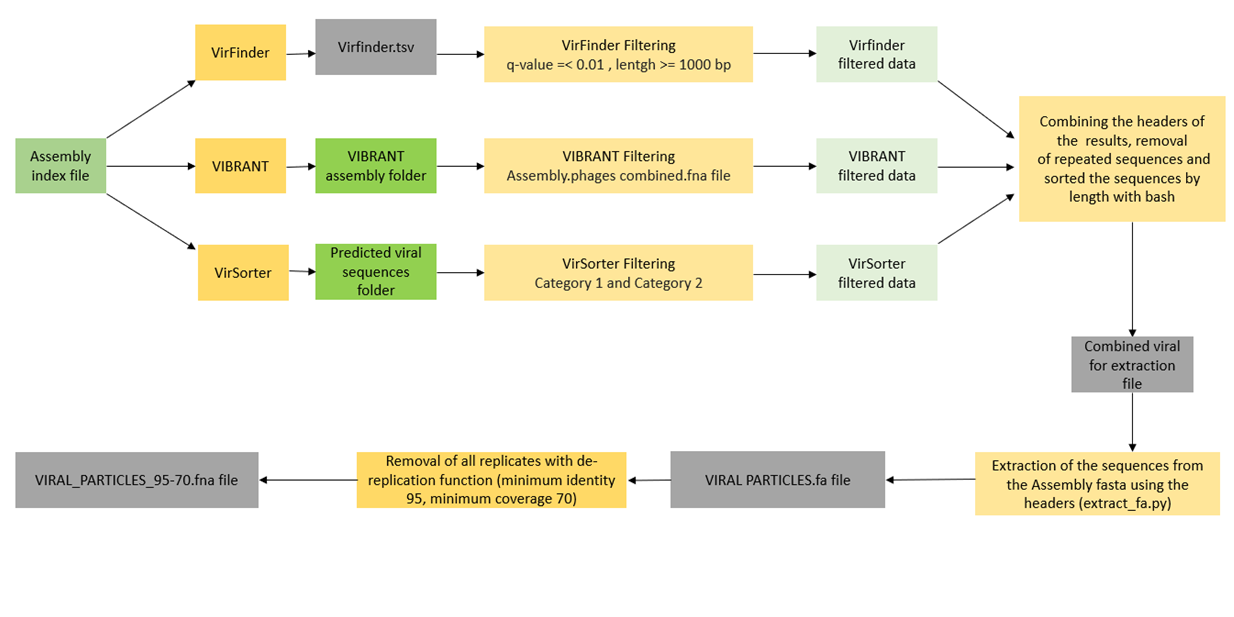 VirFinder
Virfinder.tsv
VirFinder Filtering
q-value =< 0.01 , lentgh >= 1000 bp
Virfinder
filtered data
Assembly
index file
VIBRANT
VIBRANT
assembly folder
VIBRANT Filtering
Assembly.phages combined.fna file
VIBRANT
filtered data
Combining the headers of
the results, removal
of repeated sequences and
sorted the sequences by
length with bash
VirSorter
Predicted viral
sequences
folder
VirSorter Filtering
Category 1 and Category 2
VirSorter
filtered data
Combined viral
for extraction
file
Extraction of the sequences from
the Assembly fasta using the
headers (extract_fa.py)
VIRAL PARTICLES.fa file
Removal of all replicates with de-
replication function (minimum identity
95, minimum coverage 70)
VIRAL_PARTICLES_95-70.fna file